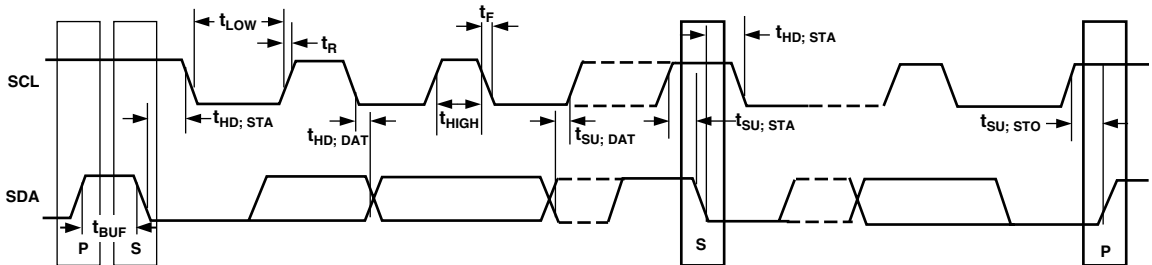 tLOW
tF
tR
tHD; STA
SCL
tHD; STA
tHD; DAT
tHIGH
tSU; DAT
tSU; STA
tSU; STO
SDA
tBUF
P
S
S
P